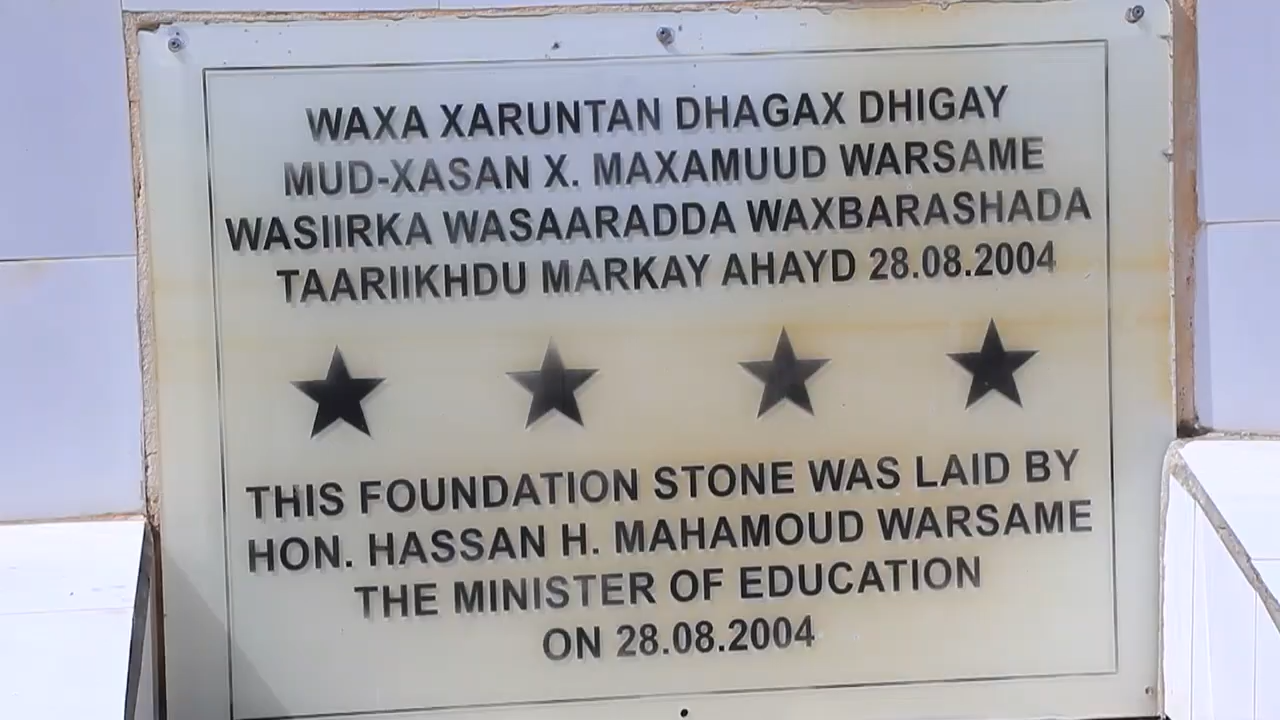 WAXA XARUNTAN DHAGAX DHIGAY
MUD-XASAN X. MAXAMUUD WARSAME
WASIIRKA WASAARADDA WAXBARASHADA
TAARIIKHDU MARKAY AHAYD 28.08.2004
THIS FOUNDATION STONE WAS LAID BY
HON. HASSAN H. MAHAMOUD WARSAME
THE MINISTER OF EDUCATION
ON 28.08.2004